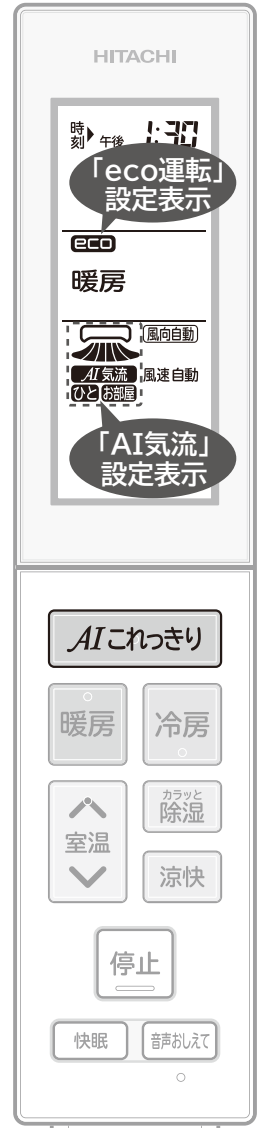 HITACHI
時刻 午後 1:30
「eco運転」
設定表示
eco
暖房
風向自動
AI気流
風速自動
ひと お部屋
「AI気流」
設定表示
AIこれっきり
暖房
冷房
室温
カラッと
除湿
涼快
停止
快眠
音声おしえて